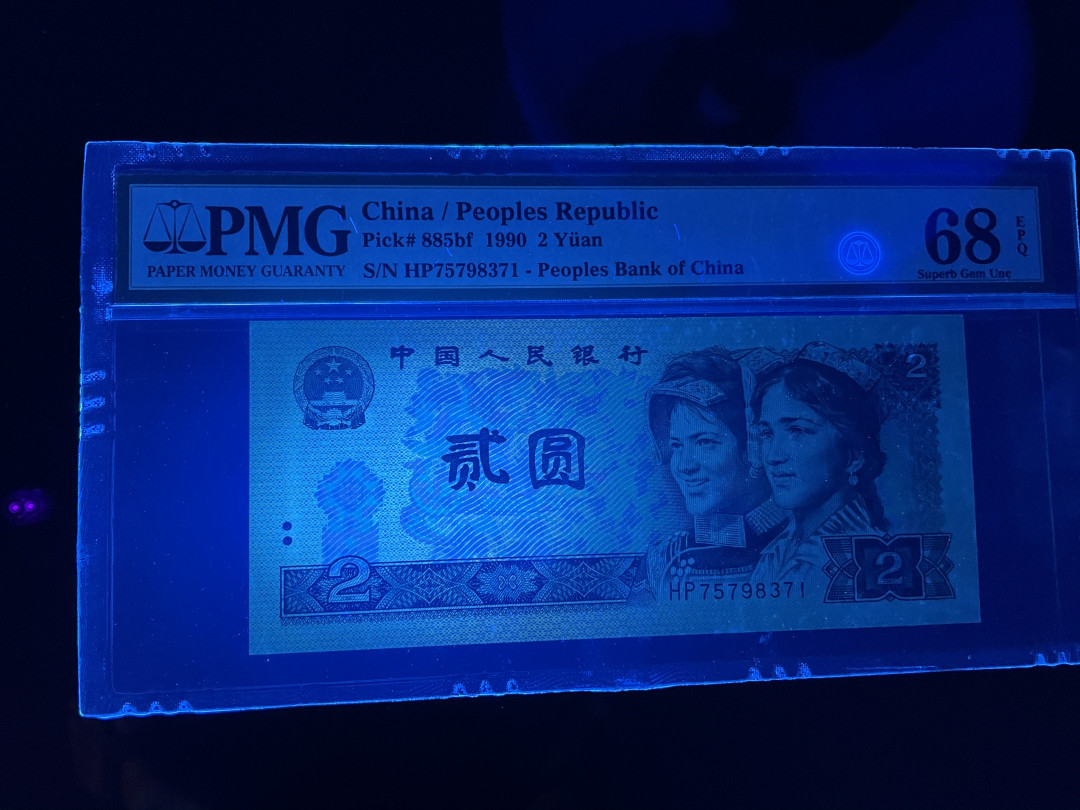 PMG
PAPER MONEY GUARANTY
China / Peoples Republic
Pick# 885bf 1990 2 Yüan
S/N HP75798371 - Peoples Bank of China
68
EPQ
Superb Gem Unc
中国人民银行
2
贰圆
2
2
HP75798371